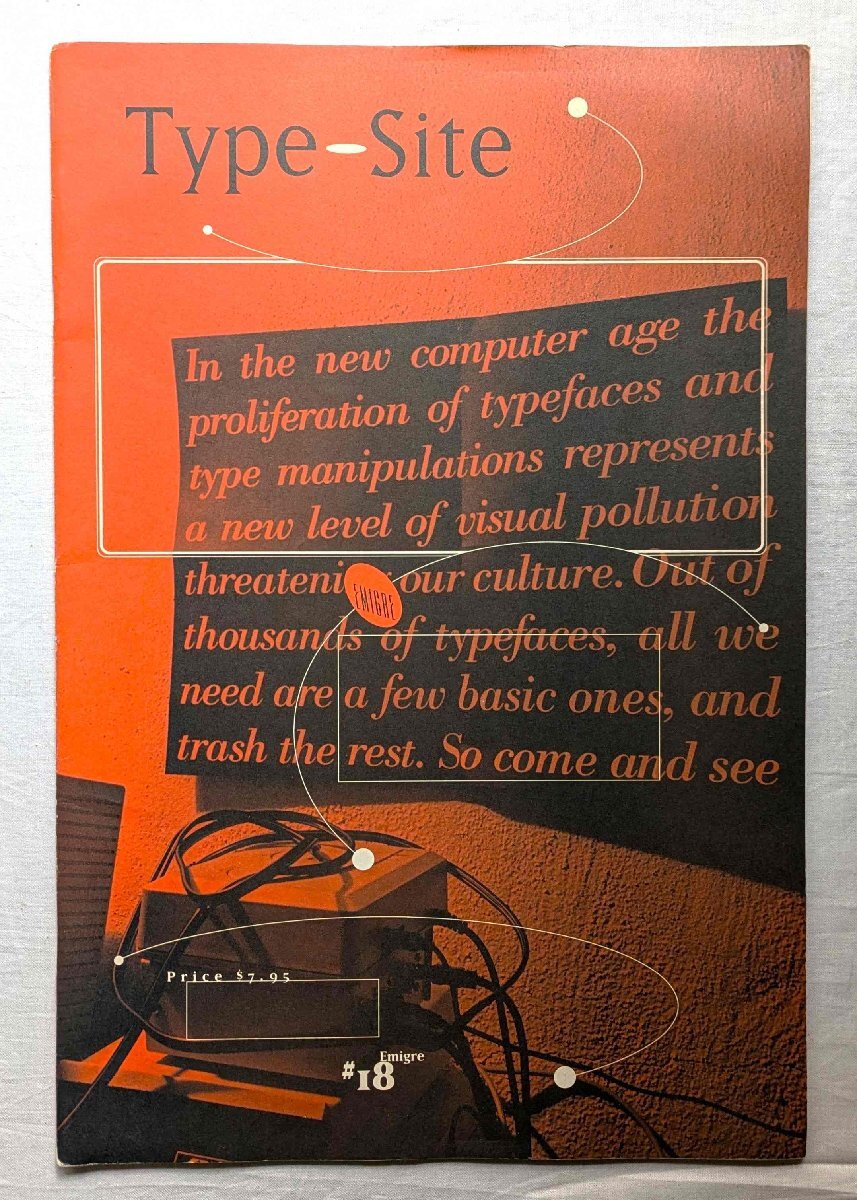 Type-Site
In the new computer age the
proliferation of typefaces and
type manipulations represents
a new level of visual pollution
threateni our culture. Out of
EMIGRE
thousands of typefaces, all we
need are a few basic ones, and
trash the rest. So come and see
Price $7.95
Emigre
#18